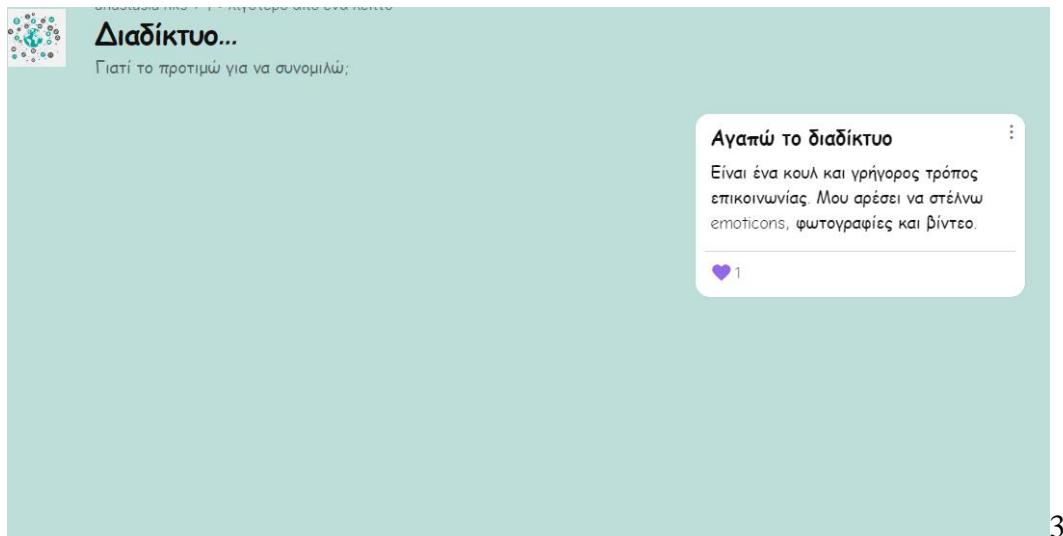 Διαδίκτυο...
Γιατί το προτιμώ για να συνομιλώ;
Αγαπώ το διαδίκτυο
Είναι ένα κουλ και γρήγορος τρόπος
επικοινωνίας. Μου αρέσει να στέλνω
emoticons, φωτογραφίες και βίντεο.
1
3